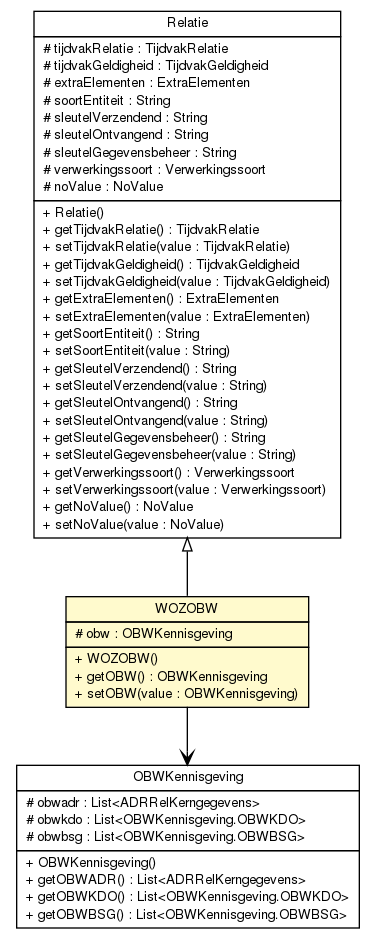 Relatie
# tijdvakRelatie : TijdvakRelatie
# tijdvakGeldigheid : TijdvakGeldigheid
# extraElementen : ExtraElementen
# soortEntiteit : String
# sleutelVerzendend : String
# sleutelOntvangend : String
# sleutelGegevensbeheer : String
# verwerkingssoort : Verwerkingssoort
# noValue : NoValue
+ Relatie()
+ getTijdvakRelatie() : TijdvakRelatie
+ setTijdvakRelatie(value : TijdvakRelatie)
+ getTijdvakGeldigheid() : TijdvakGeldigheid
+ setTijdvakGeldigheid(value : TijdvakGeldigheid)
+ getExtraElementen() : ExtraElementen
+ setExtraElementen(value : ExtraElementen)
+ getSoortEntiteit() : String
+ setSoortEntiteit(value : String)
+ getSleutelVerzendend() : String
+ setSleutelVerzendend(value : String)
+ getSleutelOntvangend() : String
+ setSleutelOntvangend(value : String)
+ getSleutelGegevensbeheer() : String
+ setSleutelGegevensbeheer(value : String)
+ getVerwerkingssoort() : Verwerkingssoort
+ setVerwerkingssoort(value : Verwerkingssoort)
+ getNoValue() : NoValue
+ setNoValue(value : NoValue)
WOZOBW
# obw : OBWKennisgeving
+ WOZOBW()
+ getOBW() : OBWKennisgeving
+ setOBW(value : OBWKennisgeving)
OBWKennisgeving
# obwadr : List<ADRRelKerngegevens>
# obwkdo : List<OBWKennisgeving.OBWKDO>
# obwbsg : List<OBWKennisgeving.OBWBSG>
+ OBWKennisgeving()
+ getOBWADR() : List<ADRRelKerngegevens>
+ getOBWKDO() : List<OBWKennisgeving.OBWKDO>
+ getOBWBSG() : List<OBWKennisgeving.OBWBSG>